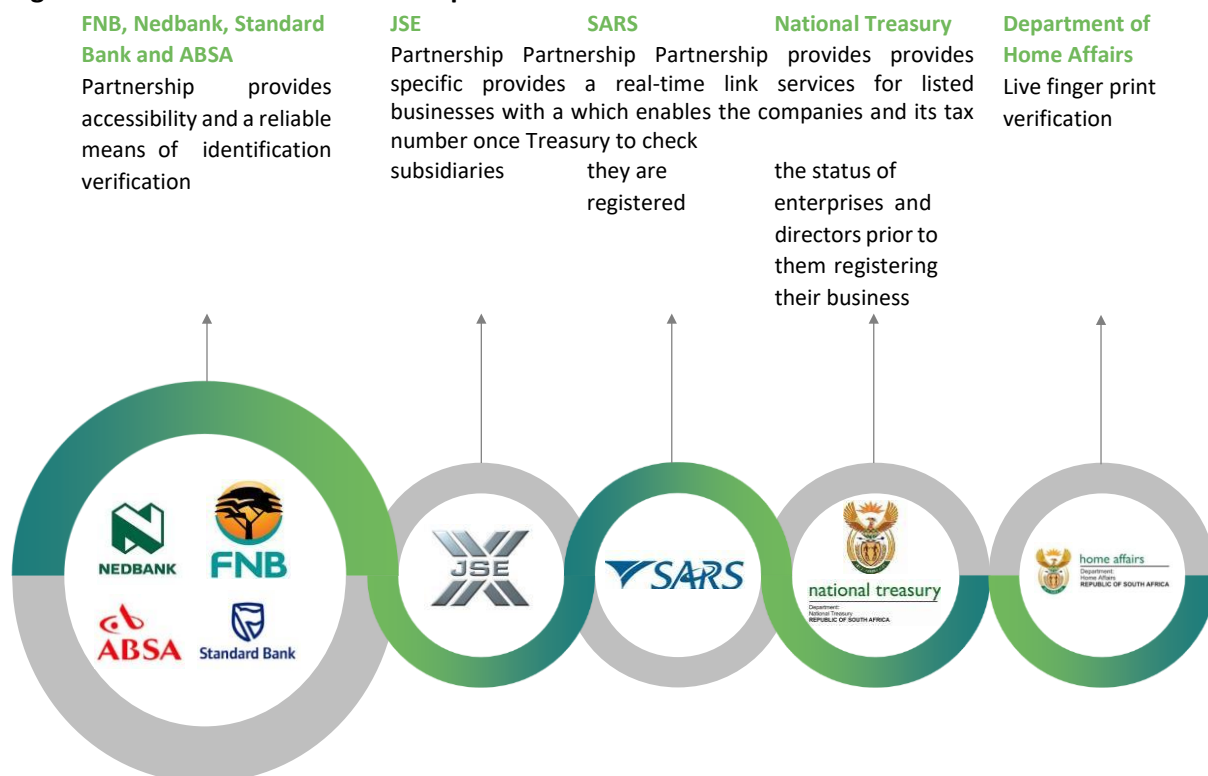 FNB, Nedbank, Standard
Bank and ABSA
Partnership provides
accessibility and a reliable
means of identification
verification
JSE SARS National Treasury
Partnership Partnership Partnership provides provides
specific provides a real-time link services for listed
businesses with a which enables the companies and its tax
number once Treasury to check
subsidiaries
they are
registered
the status of
enterprises and
directors prior to
them registering
their business
Department of
Home Affairs
Live finger print
verification
NEDBANK
FNB
ABSA
Standard Bank
JSE
SARS
national treasury
Department:
National Treasury
REPUBLIC OF SOUTH AFRICA
home affairs
Department:
Home Affairs
REPUBLIC OF SOUTH AFRICA